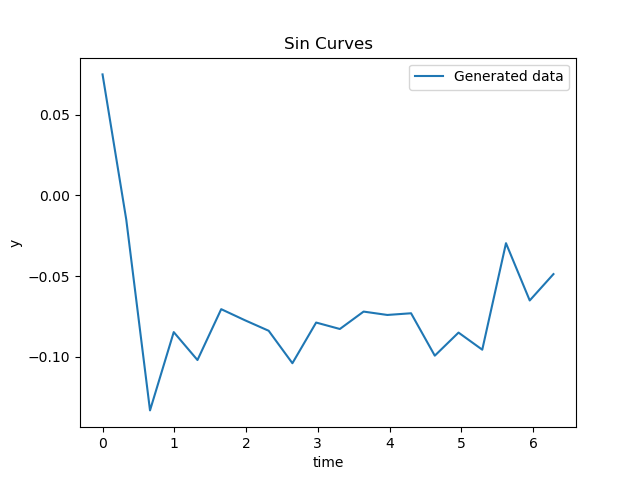 Sin Curves
Generated data
0.05
0.00
−0.05
−0.10
y
0 1 2 3 4 5 6
time